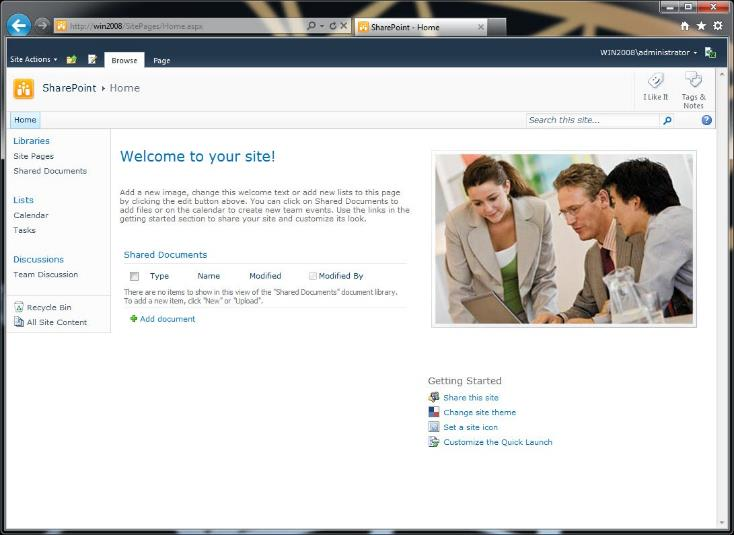 http://win2008/SitePages/Home.aspx
SharePoint - Home
Site Actions
Browse
Page
WIN2008\administrator
SharePoint Home
I Like It
Tags & Notes
Home
Search this site...
Libraries
Site Pages
Shared Documents
Lists
Calendar
Tasks
Discussions
Team Discussion
Recycle Bin
All Site Content
Welcome to your site!
Add a new image, change this welcome text or add new lists to this page
by clicking the edit button above. You can click on Shared Documents to
add files or on the calendar to create new team events. Use the links in the
getting started section to share your site and customize its look.
Shared Documents
Type Name Modified Modified By
There are no items to show in this view of the "Shared Documents" document library.
To add a new item, click "New" or "Upload".
Add document
Getting Started
Share this site
Change site theme
Set a site icon
Customize the Quick Launch